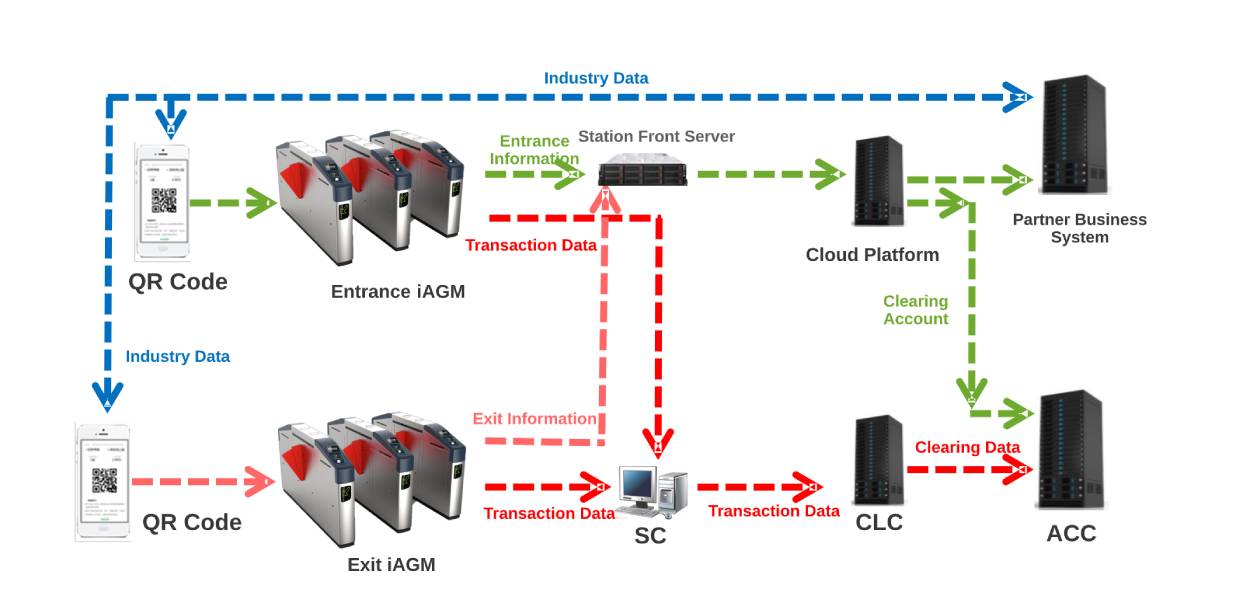 Industry Data
Entrance
Information
Station Front Server
Transaction Data
Partner Business
System
Cloud Platform
QR Code
Entrance iAGM
Clearing
Account
Industry Data
Exit Information
Clearing Data
Transaction Data
Transaction Data
QR Code
SC
CLC
ACC
Exit iAGM